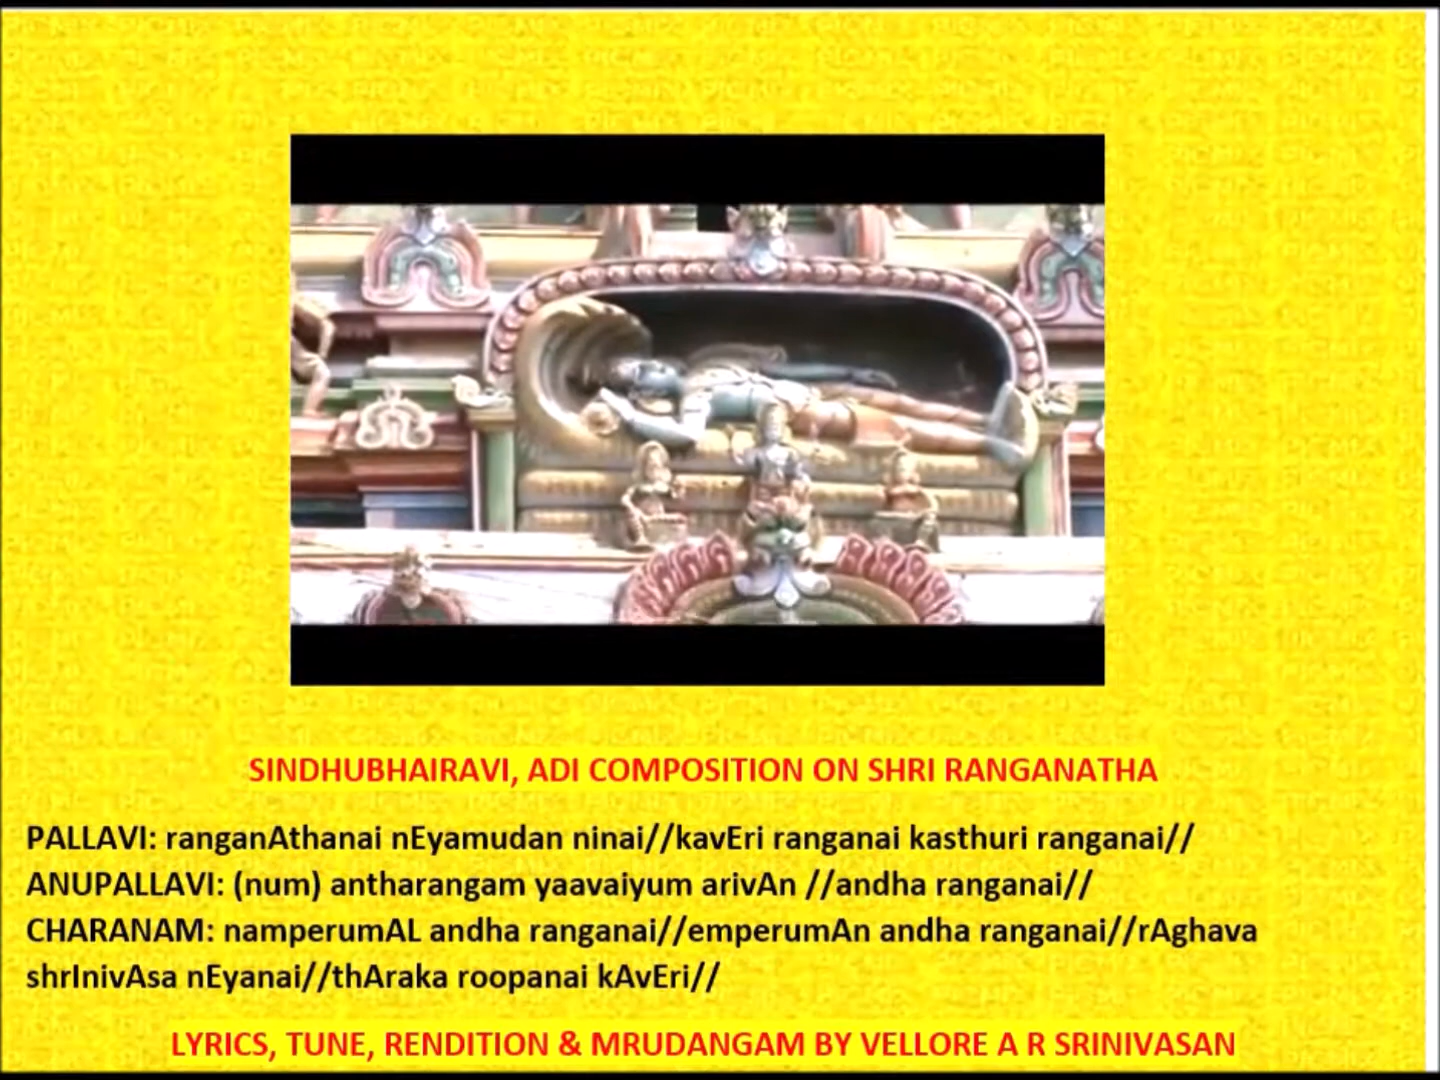 SINDHUBHAIRAVI, ADI COMPOSITION ON SHRI RANGANATHA
PALLAVI: ranganAthanai nEyamudan ninai//kavEri ranganai kasthuri ranganai//
ANUPALLAVI: (num) antharangam yaavaiyum arivAn //andha ranganai//
CHARANAM: namperumAL andha ranganai//emperumAn andha ranganai//rAghava
shrInivAsa nEyanai//thAraka roopanai kAvEri//
LYRICS, TUNE, RENDITION & MRUDANGAM BY VELLORE A R SRINIVASAN